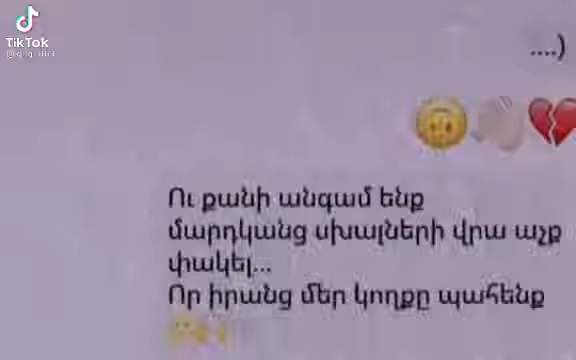 TikTok
....)
🙃👏🏻💔
Ու քանի անգամ ենք
մարդկանց սխալների վրա աչք
փակել...
Որ իրանց մեր կողքը պահենք